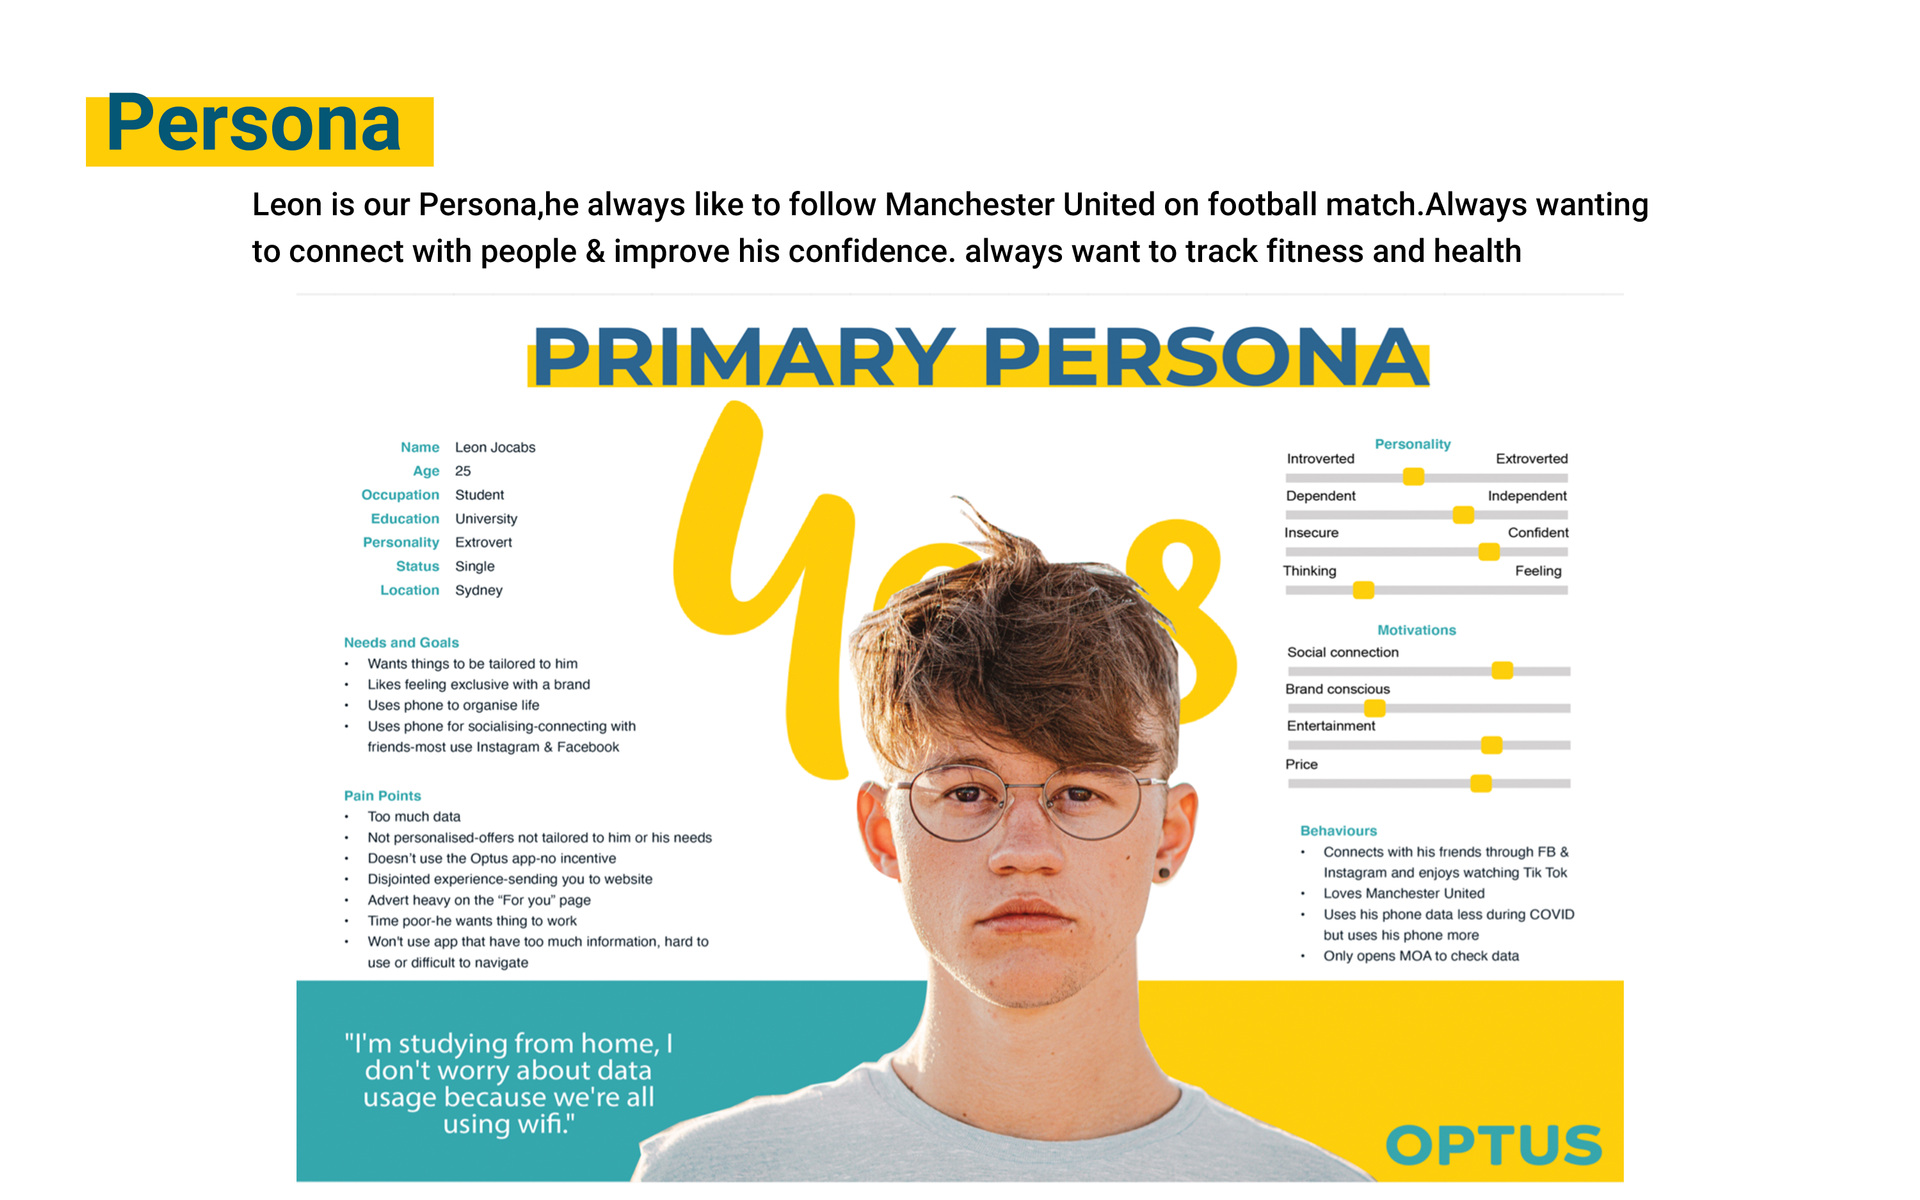 Persona
Leon is our Persona,he always like to follow Manchester United on football match.Always wanting
to connect with people & improve his confidence. always want to track fitness and health
PRIMARY PERSONA
yes
Name Leon Jocabs
Age 25
Occupation Student
Education University
Personality Extrovert
Status Single
Location Sydney
Needs and Goals
• Wants things to be tailored to him
• Likes feeling exclusive with a brand
• Uses phone to organise life
• Uses phone for socialising-connecting with
friends-most use Instagram & Facebook
Pain Points
• Too much data
• Not personalised-offers not tailored to him or his needs
• Doesn't use the Optus app-no incentive
• Disjointed experience-sending you to website
• Advert heavy on the “For you” page
• Time poor-he wants thing to work
• Won't use app that have too much information, hard to
use or difficult to navigate
Personality
Introverted Extroverted
Dependent Independent
Insecure Confident
Thinking Feeling
Motivations
Social connection
Brand conscious
Entertainment
Price
Behaviours
• Connects with his friends through FB &
Instagram and enjoys watching Tik Tok
• Loves Manchester United
• Uses his phone data less during COVID
but uses his phone more
• Only opens MOA to check data
"I'm studying from home, I
don't worry about data
usage because we're all
using wifi."
OPTUS